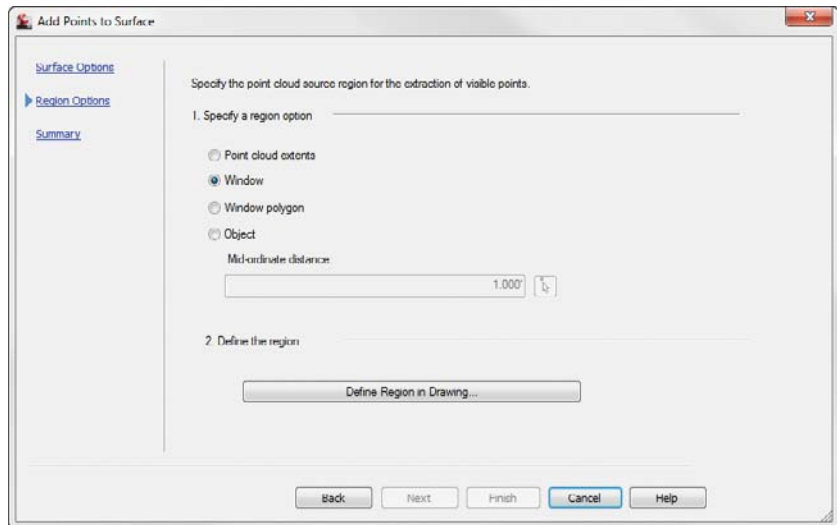 Add Points to Surface
Surface Options
Region Options
Summary
Specify the point cloud source region for the extraction of visible points.
1. Specify a region option
Point cloud extents
Window
Window polygon
Object
Mid-ordinate distance
1.000'
2. Define the region
Define Region in Drawing...
Back
Next
Finish
Cancel
Help